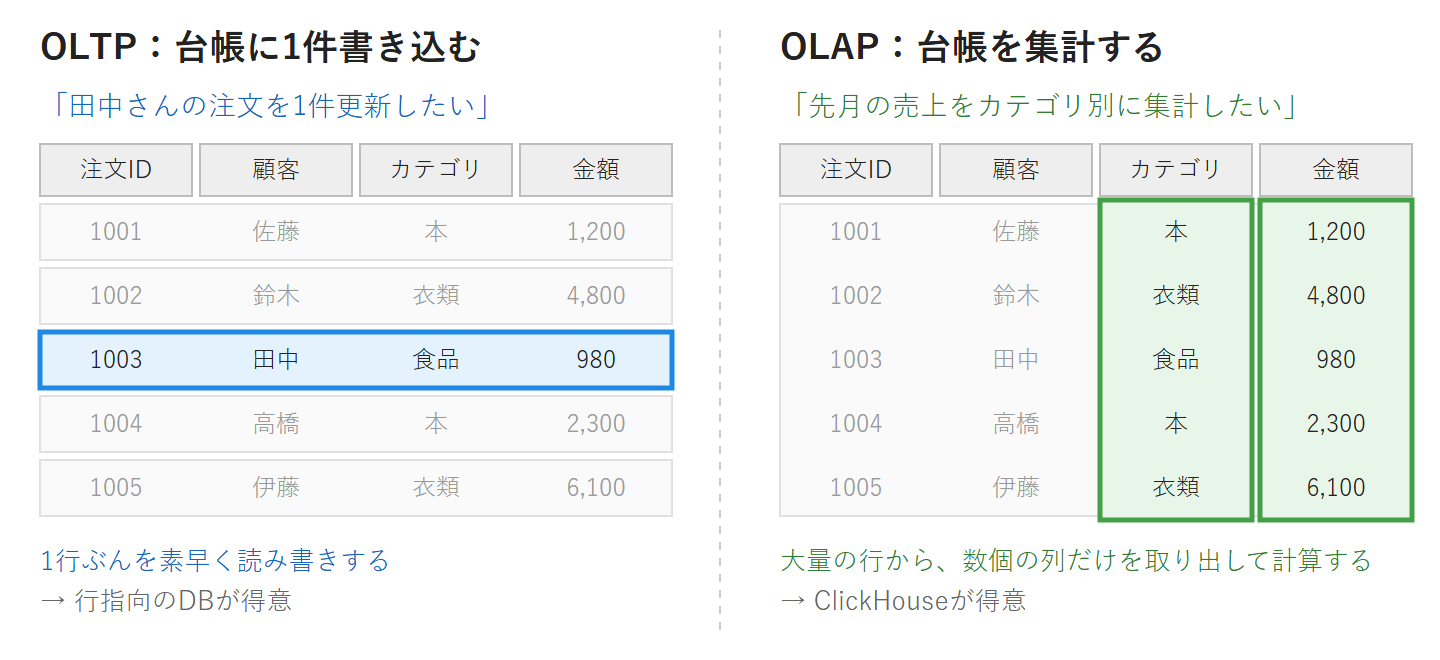 OLTP：台帳に1件書き込む
「田中さんの注文を1件更新したい」
注文ID 顧客 カテゴリ 金額
1001 佐藤 本 1,200
1002 鈴木 衣類 4,800
1003 田中 食品 980
1004 高橋 本 2,300
1005 伊藤 衣類 6,100
1行ぶんを素早く読み書きする
→ 行指向のDBが得意
OLAP：台帳を集計する
「先月の売上をカテゴリ別に集計したい」
注文ID 顧客 カテゴリ 金額
1001 佐藤 本 1,200
1002 鈴木 衣類 4,800
1003 田中 食品 980
1004 高橋 本 2,300
1005 伊藤 衣類 6,100
大量の行から、数個の列だけを取り出して計算する
→ ClickHouseが得意